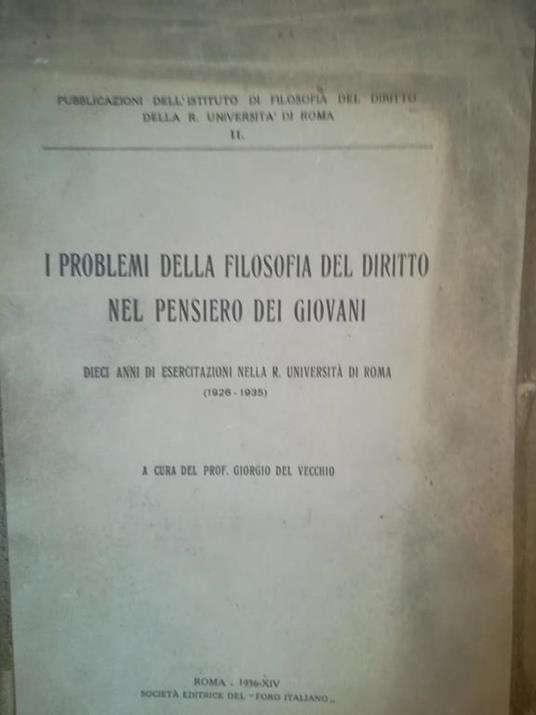 PUBBLICAZIONI DELL'ISTITUTO DI FILOSOFIA DEL DIRITTO
DELLA R. UNIVERSITA' DI ROMA
II.
I PROBLEMI DELLA FILOSOFIA DEL DIRITTO
NEL PENSIERO DEI GIOVANI
DIECI ANNI DI ESERCITAZIONI NELLA R. UNIVERSITÀ DI ROMA
(1926-1935)
A CURA DEL PROF. GIORGIO DEL VECCHIO
ROMA - 1936-XIV
SOCIETÀ EDITRICE DEL "FORO ITALIANO„